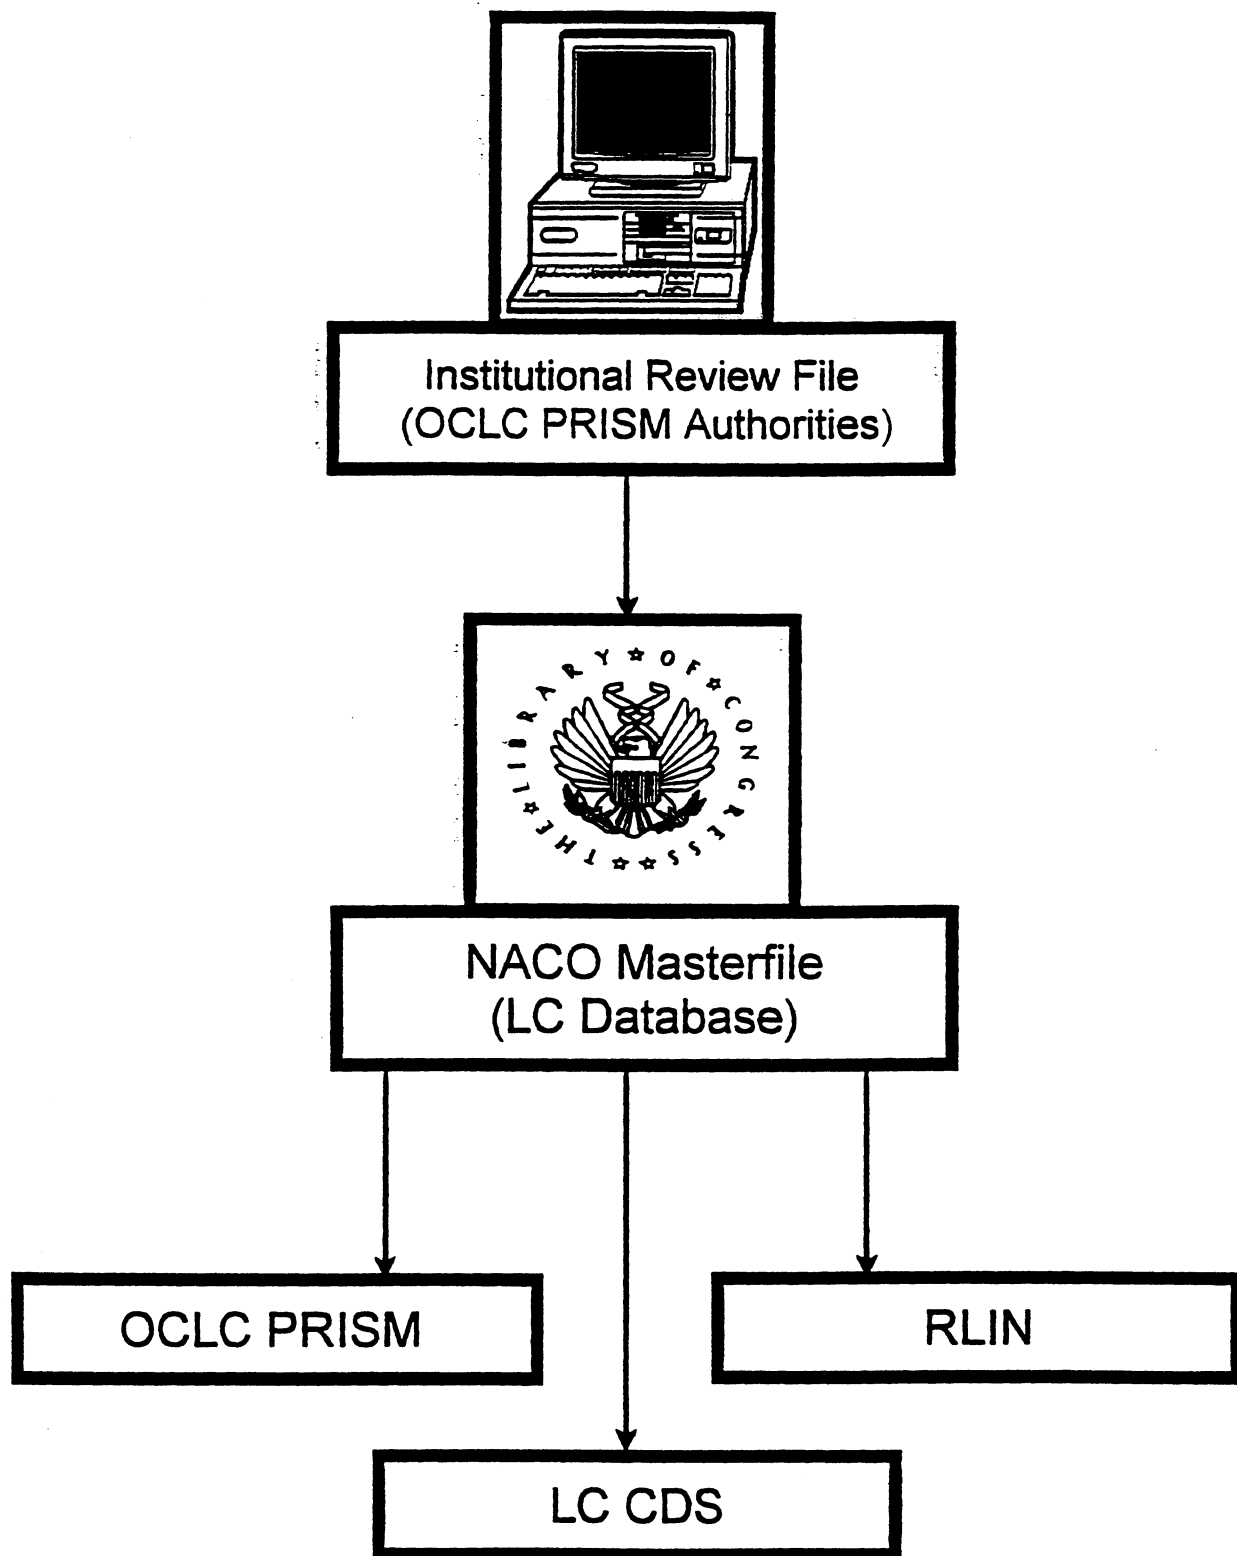 Institutional Review File
(OCLC PRISM Authorities)
THE ★ LIBRARY ★ OF ★ CONGRESS ★
NACO Masterfile
(LC Database)
OCLC PRISM
RLIN
LC CDS